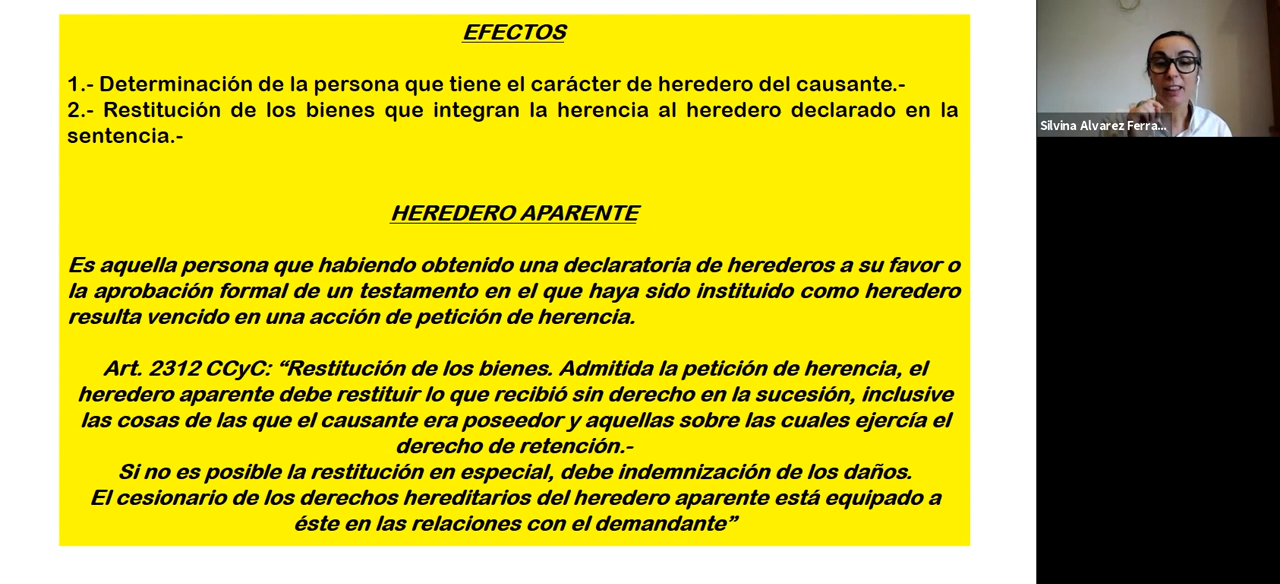 EFECTOS
1.- Determinación de la persona que tiene el carácter de heredero del causante.-
2.- Restitución de los bienes que integran la herencia al heredero declarado en la
sentencia.-
HEREDERO APARENTE
Es aquella persona que habiendo obtenido una declaratoria de herederos a su favor o
la aprobación formal de un testamento en el que haya sido instituido como heredero
resulta vencido en una acción de petición de herencia.
Art. 2312 CCyC: “Restitución de los bienes. Admitida la petición de herencia, el
heredero aparente debe restituir lo que recibió sin derecho en la sucesión, inclusive
las cosas de las que el causante era poseedor y aquellas sobre las cuales ejercía el
derecho de retención.-
Si no es posible la restitución en especial, debe indemnización de los daños.
El cesionario de los derechos hereditarios del heredero aparente está equipado a
éste en las relaciones con el demandante”
Silvina Alvarez Ferra...